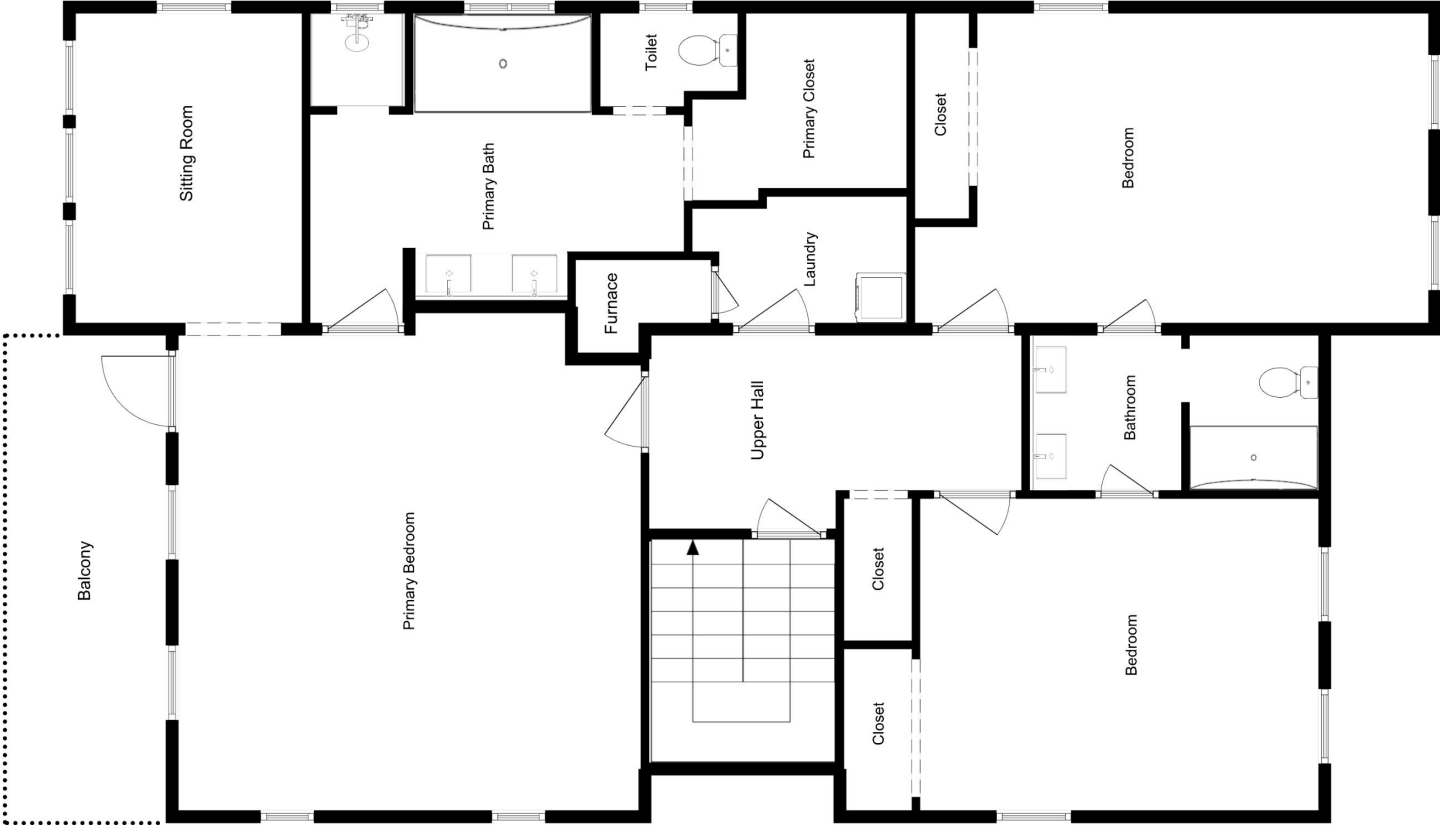 Sitting Room
Primary Bath
Toilet
Primary Closet
Closet
Bedroom
Furnace
Laundry
Balcony
Primary Bedroom
Upper Hall
Bathroom
Closet
Closet
Bedroom